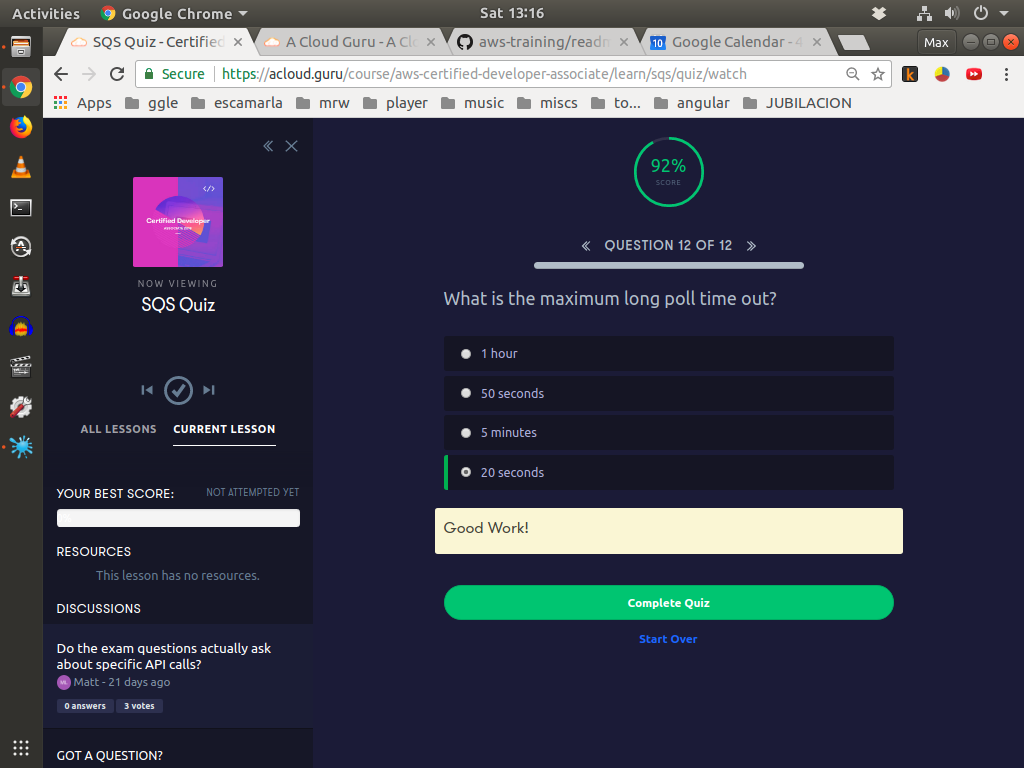 Activities Google Chrome Sat 13:16
SQS Quiz - Certified A Cloud Guru - A Clo aws-training/readm Google Calendar - 4 Max
Secure https://acloud.guru/course/aws-certified-developer-associate/learn/sqs/quiz/watch
Apps ggle escamarla mrw player music miscs to... angular JUBILACION
</>
Certified Developer
NOW VIEWING
SQS Quiz
ALL LESSONS CURRENT LESSON
YOUR BEST SCORE: NOT ATTEMPTED YET
RESOURCES
This lesson has no resources.
DISCUSSIONS
Do the exam questions actually ask
about specific API calls?
Matt - 21 days ago
0 answers 3 votes
GOT A QUESTION?
92%
SCORE
QUESTION 12 OF 12
What is the maximum long poll time out?
1 hour
50 seconds
5 minutes
20 seconds
Good Work!
Complete Quiz
Start Over